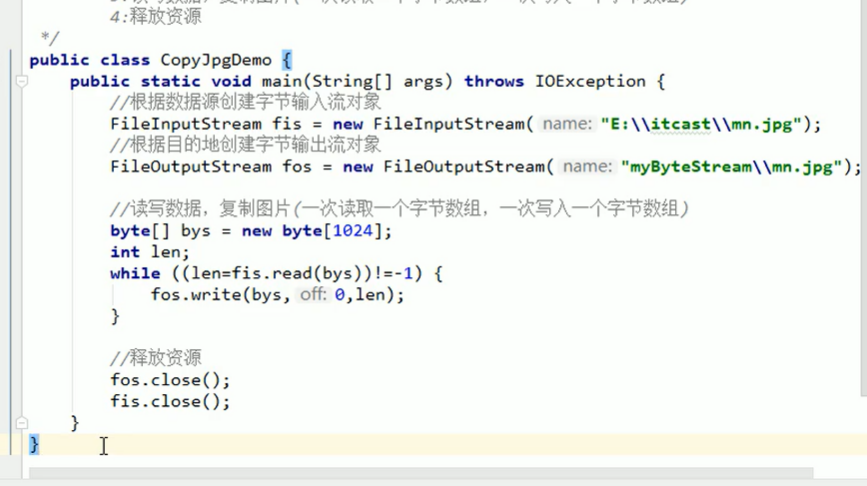 4:释放资源
*/
public class CopyJpgDemo {
public static void main(String[] args) throws IOException {
//根据数据源创建字节输入流对象
FileInputStream fis = new FileInputStream( name: "E:\\itcast\\mn.jpg");
//根据目的地创建字节输出流对象
FileOutputStream fos = new FileOutputStream( name: "myByteStream\\mn.jpg");
//读写数据，复制图片(一次读取一个字节数组，一次写入一个字节数组)
byte[] bys = new byte[1024];
int len;
while ((len=fis.read(bys))!=-1) {
fos.write(bys, off: 0,len);
}
//释放资源
fos.close();
fis.close();
}
}